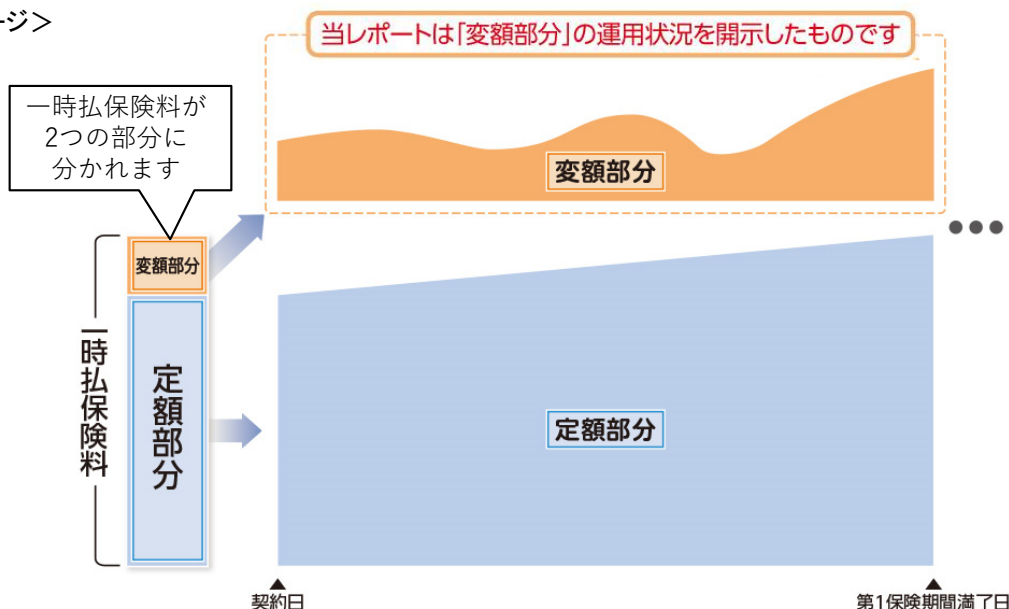 ージ＞
当レポートは「変額部分」の運用状況を開示したものです
一時払保険料が
2つの部分に
分かれます
変額部分
変額部分
一時払保険料
定額部分
定額部分
●●●
▲
契約日
▲
第1保険期間満了日